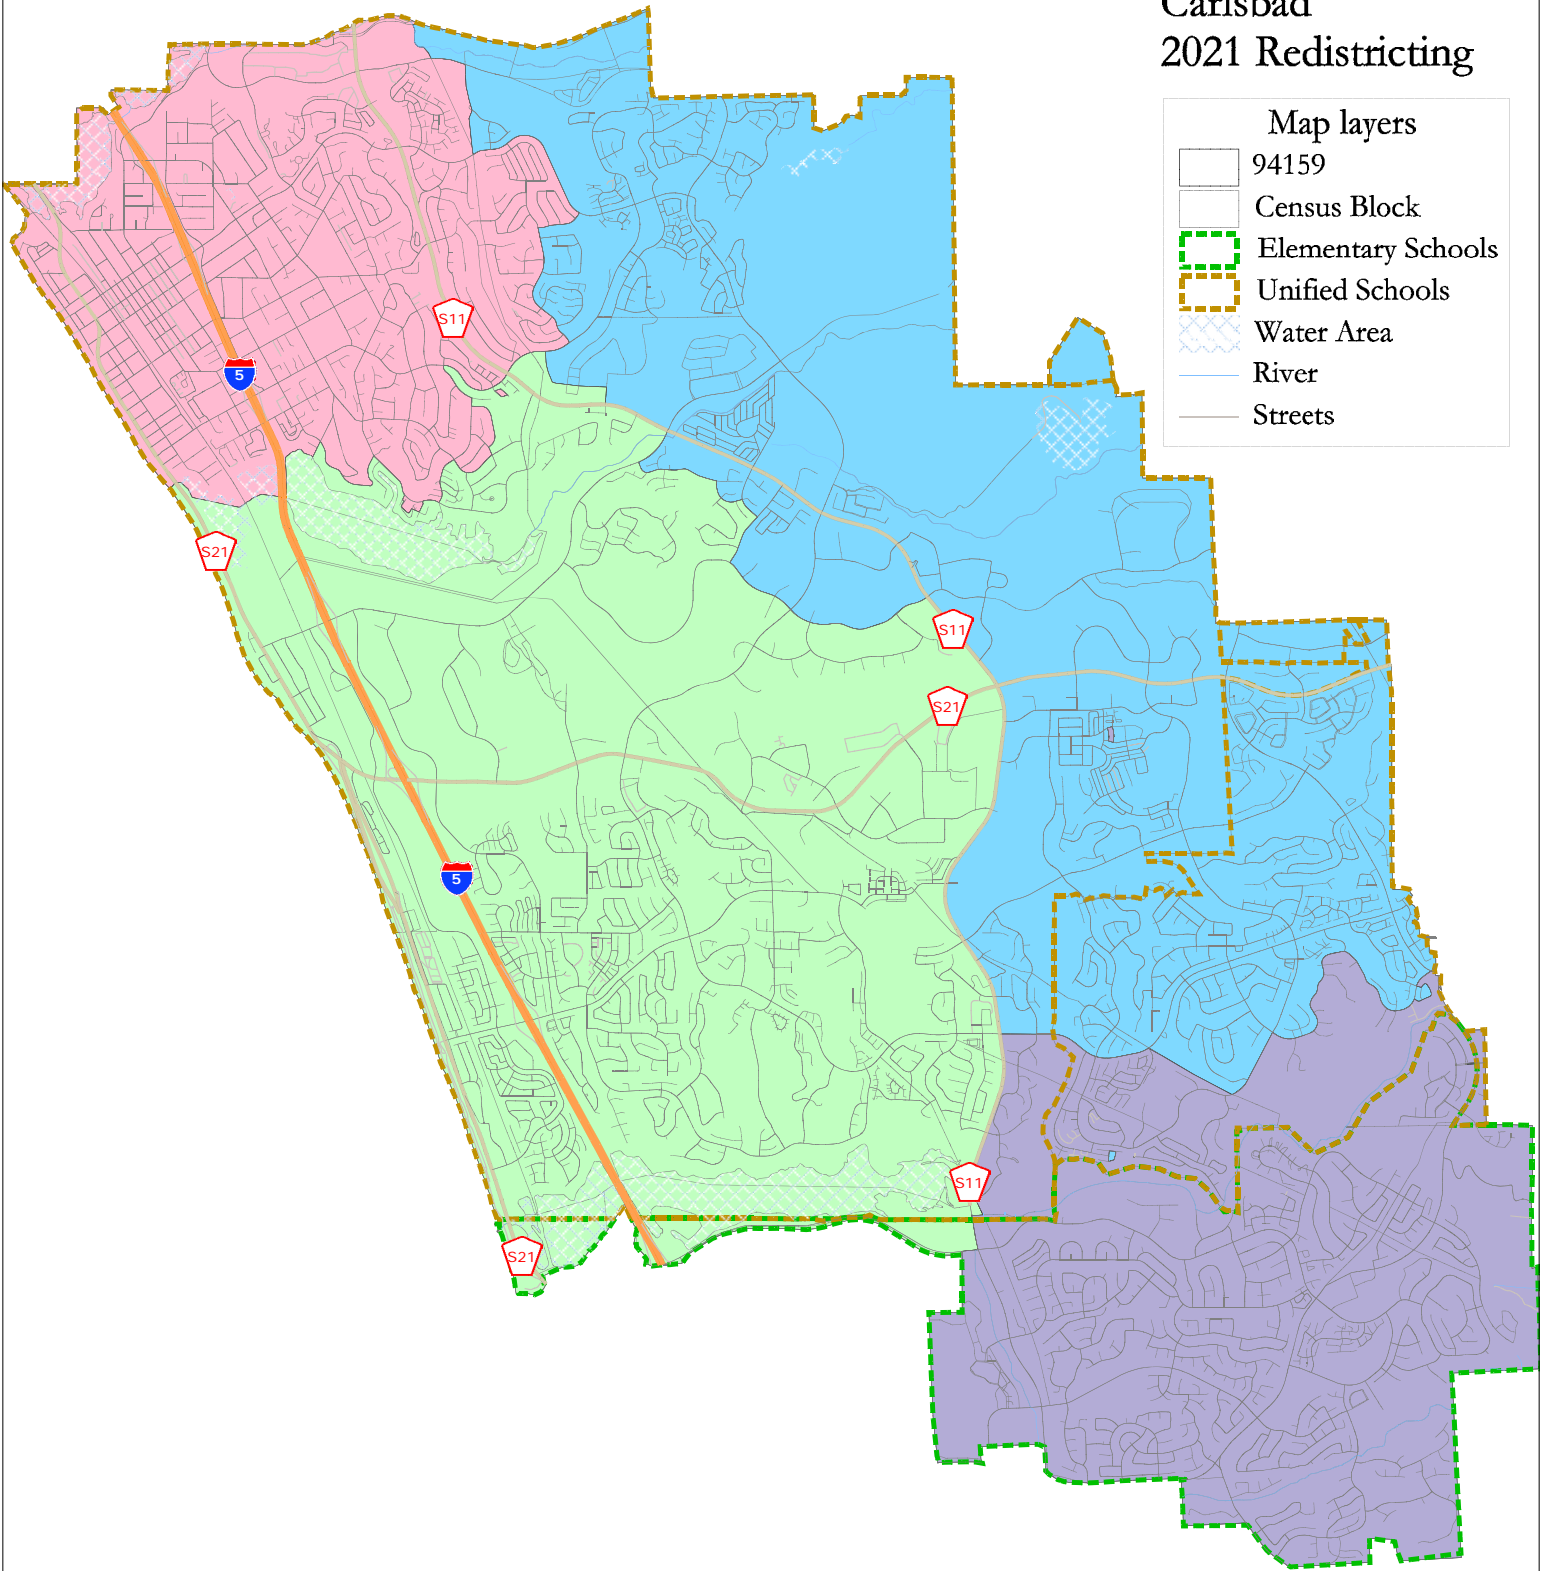 Carlsbad
2021 Redistricting
Map layers
94159
Census Block
Elementary Schools
Unified Schools
Water Area
River
Streets
S11
5
S21
S11
S21
5
S11
S21